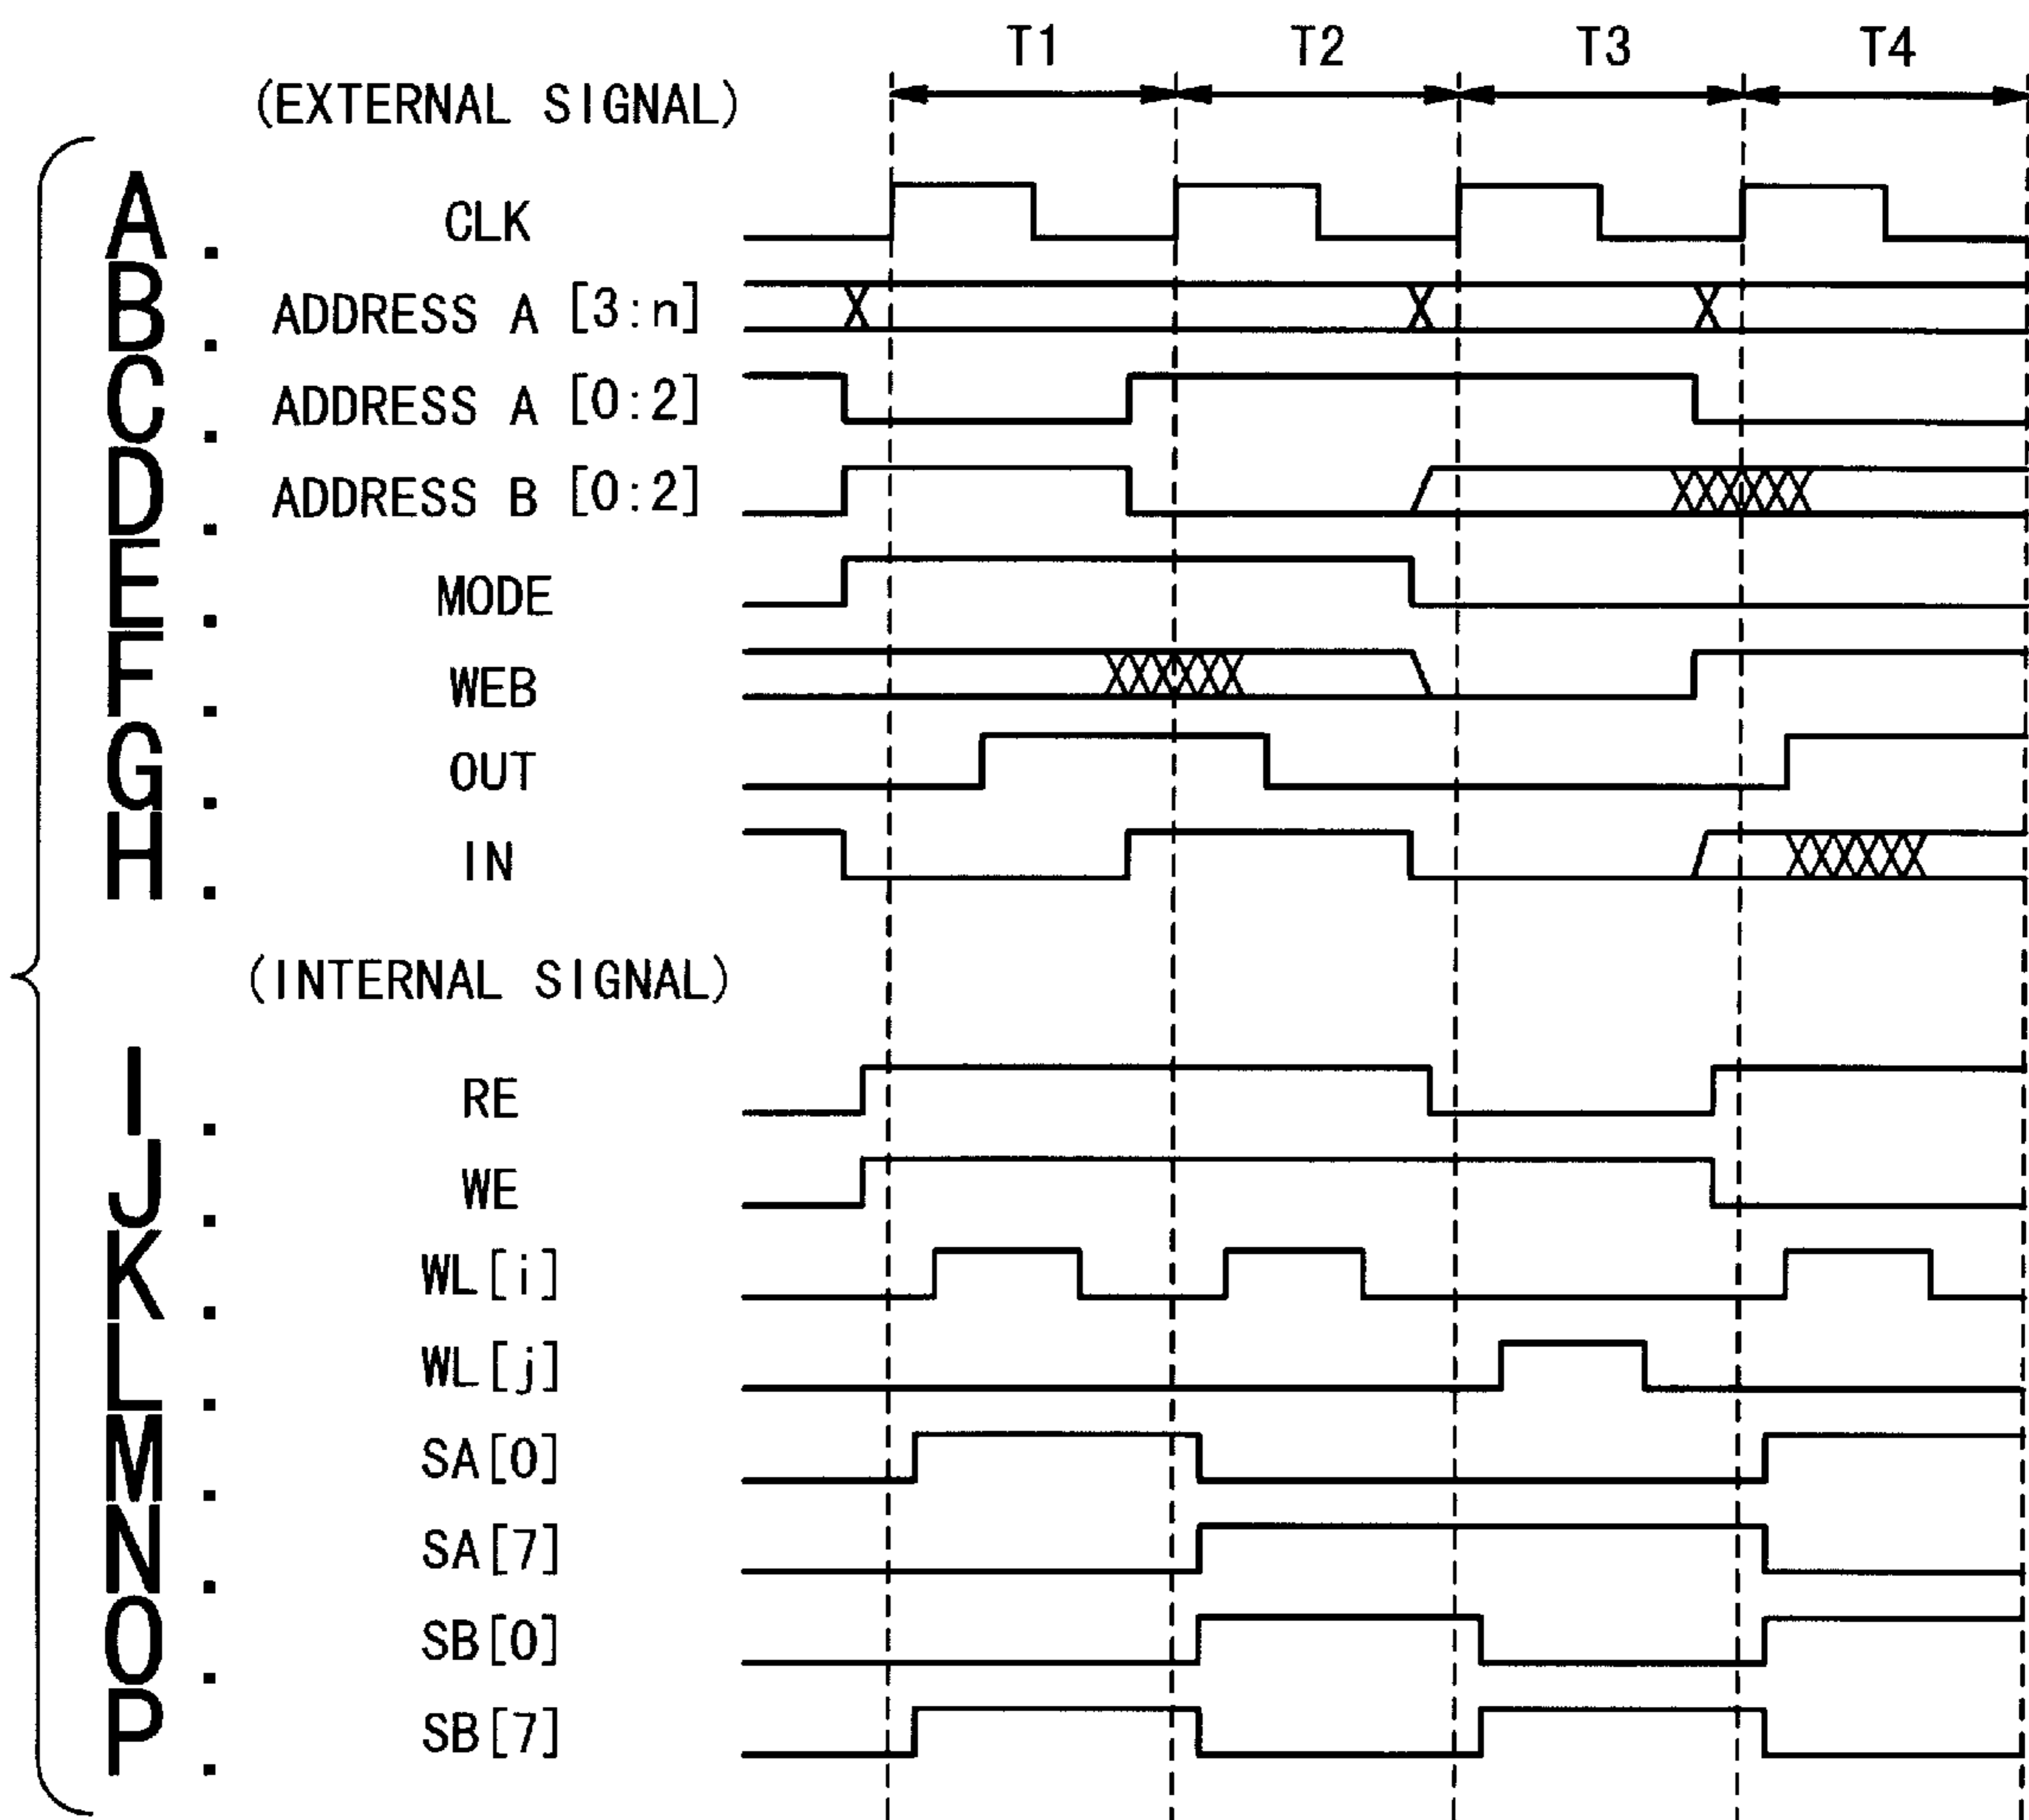 T1 T2 T3 T4
(EXTERNAL SIGNAL)
A. CLK
B. ADDRESS A [3:n]
C. ADDRESS A [0:2]
D. ADDRESS B [0:2]
E. MODE
F. WEB
G. OUT
H. IN
(INTERNAL SIGNAL)
I. RE
J. WE
K. WL[i]
L. WL[j]
M. SA[0]
N. SA[7]
O. SB[0]
P. SB[7]